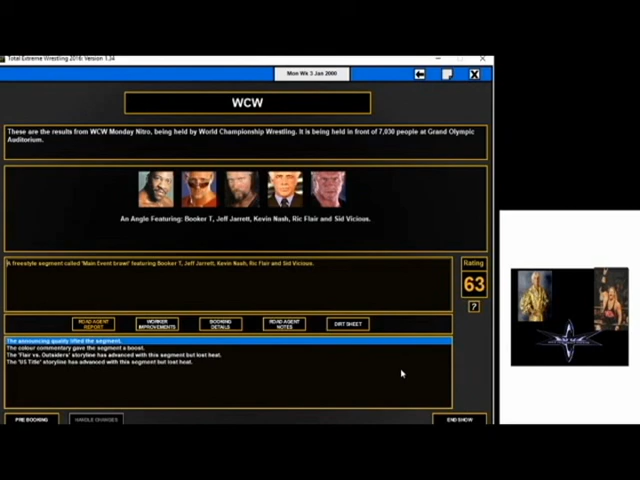 Total Extreme Wrestling 2016: Version 1.34
Mon Wk 3 Jan 2000
WCW
These are the results from WCW Monday Nitro, being held by World Championship Wrestling. It is being held in front of 7,030 people at Grand Olympic
Auditorium.
An Angle Featuring: Booker T, Jeff Jarrett, Kevin Nash, Ric Flair and Sid Vicious.
A freestyle segment called 'Main Event brawl' featuring Booker T, Jeff Jarrett, Kevin Nash, Ric Flair and Sid Vicious.
Rating
63
?
ROAD AGENT REPORT
WORKER IMPROVEMENTS
BOOKING DETAILS
ROAD AGENT NOTES
DIRT SHEET
The announcing quality lifted the segment.
The colour commentary gave the segment a boost.
The 'Flair vs. Outsiders' storyline has advanced with this segment but lost heat.
The 'US Title' storyline has advanced with this segment but lost heat.
PRE BOOKING
HANDLE CHANGES
END SHOW